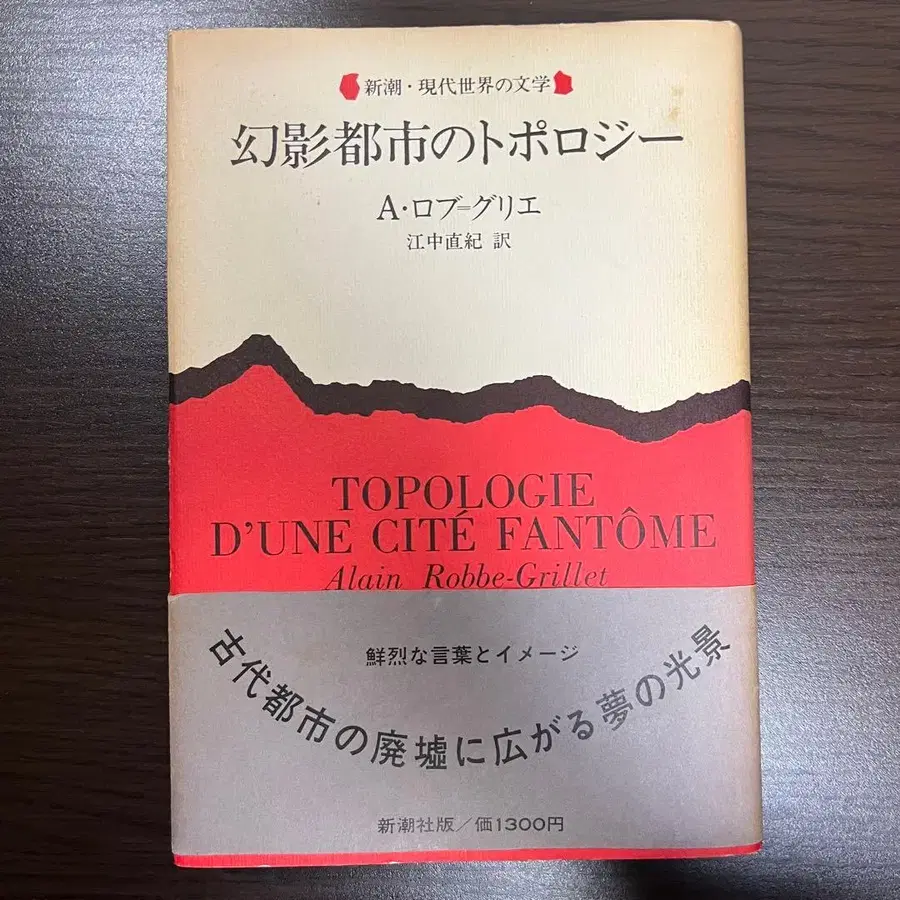 新潮・現代世界の文学
幻影都市のトポロジー
A・ロブ＝グリエ
江中直紀 訳
TOPOLOGIE
D'UNE CITÉ FANTÔME
Alain Robbe-Grillet
鮮烈な言葉とイメージ
古代都市の廃墟に広がる夢の光景
新潮社版／価1300円